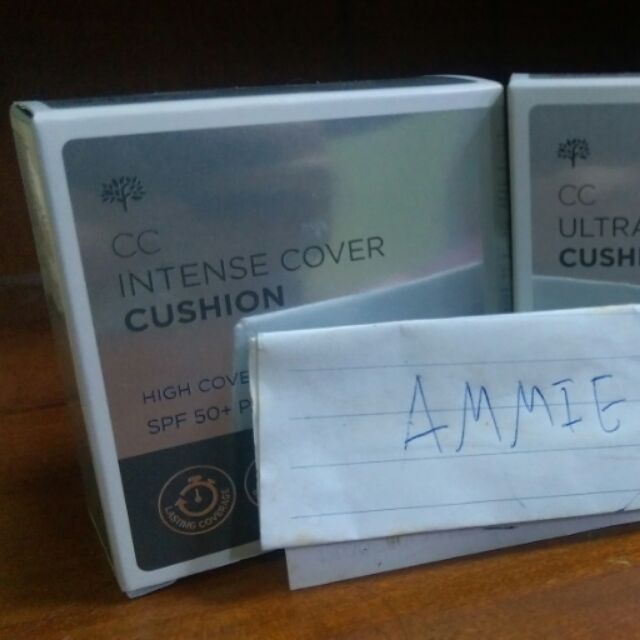 CC
INTENSE COVER
CUSHION
HIGH COVE
SPF 50+ P
LASTING COVERAGE
CC
ULTRA
CUSHI
AMMIE